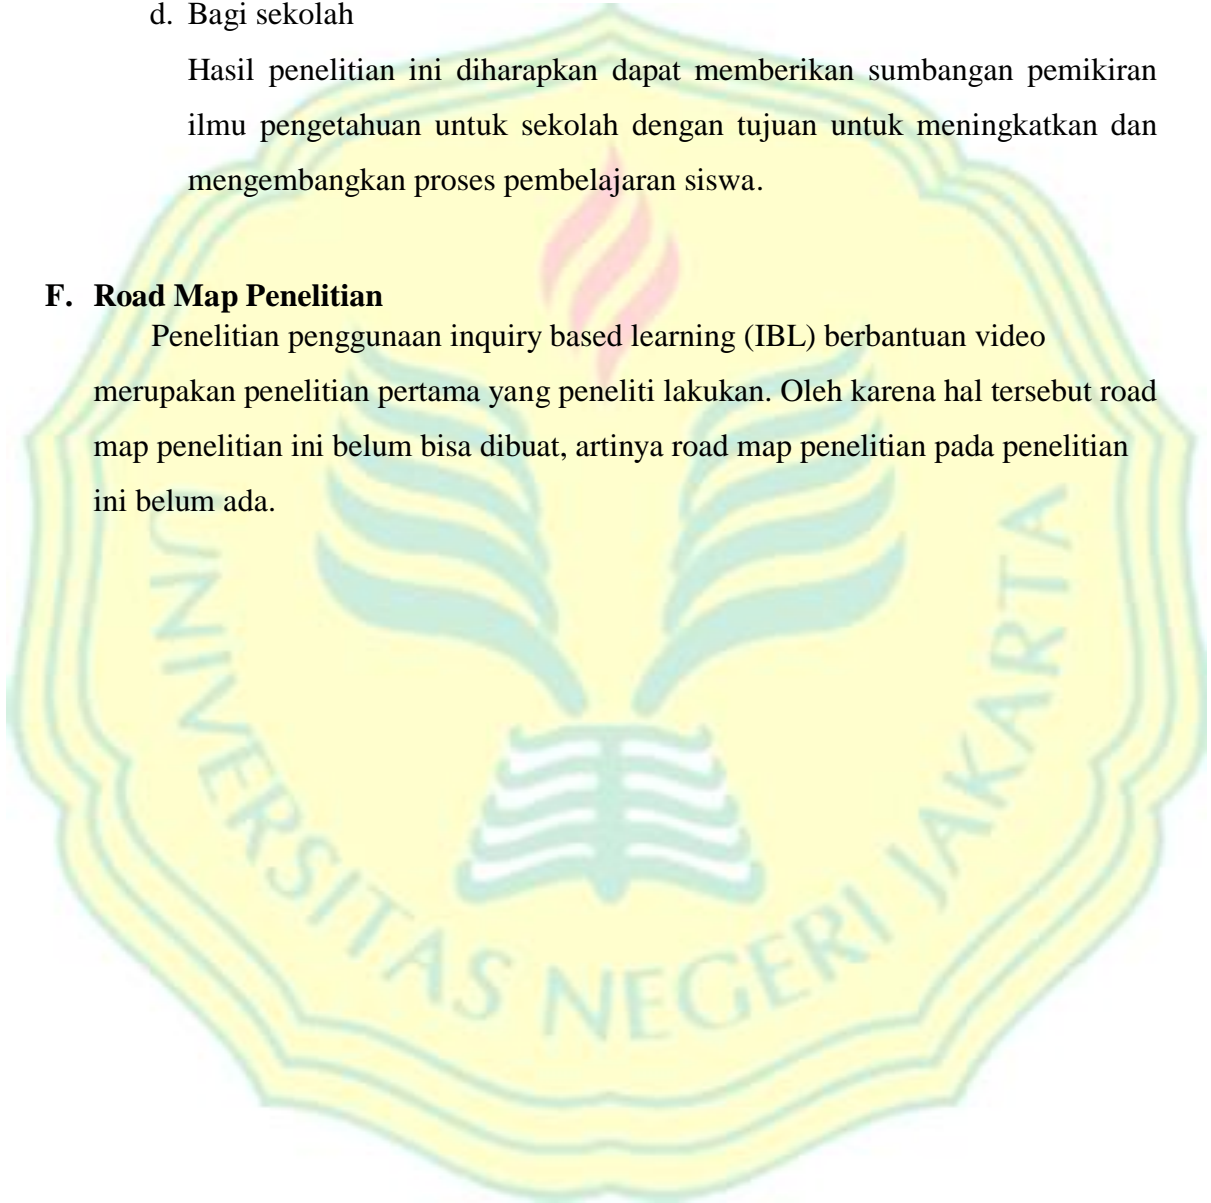 d. Bagi sekolah
Hasil penelitian ini diharapkan dapat memberikan sumbangan pemikiran
ilmu pengetahuan untuk sekolah dengan tujuan untuk meningkatkan dan
mengembangkan proses pembelajaran siswa.
F. Road Map Penelitian
Penelitian penggunaan inquiry based learning (IBL) berbantuan video
merupakan penelitian pertama yang peneliti lakukan. Oleh karena hal tersebut road
map penelitian ini belum bisa dibuat, artinya road map penelitian pada penelitian
ini belum ada.
UNIVERSITAS NEGERI JAKARTA